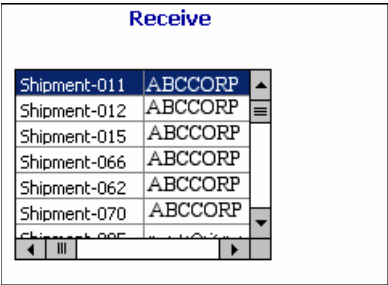 Receive
Shipment-011 ABCCORP
Shipment-012 ABCCORP
Shipment-015 ABCCORP
Shipment-066 ABCCORP
Shipment-062 ABCCORP
Shipment-070 ABCCORP